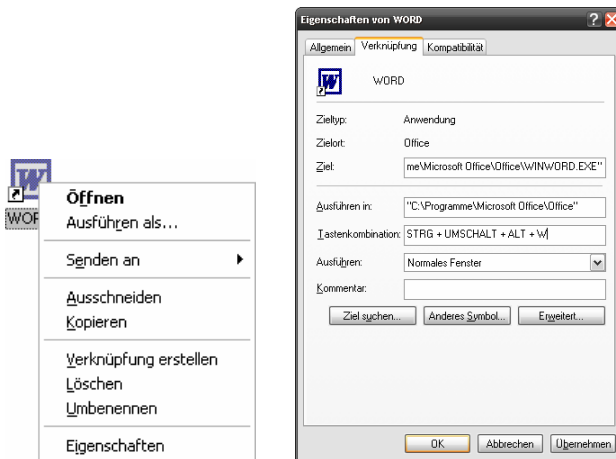 WOR
Öffnen
Ausführen als...
Senden an
Ausschneiden
Kopieren
Verknüpfung erstellen
Löschen
Umbenennen
Eigenschaften
Eigenschaften von WORD
Allgemein Verknüpfung Kompatibilität
WORD
Zieltyp: Anwendung
Zielort: Office
Ziel: me\Microsoft Office\Office\WINWORD.EXE"
Ausführen in: "C:\Programme\Microsoft Office\Office"
Tastenkombination: STRG + UMSCHALT + ALT + W
Ausführen: Normales Fenster
Kommentar:
Ziel suchen... Anderes Symbol... Erweitert...
OK Abbrechen Übernehmen